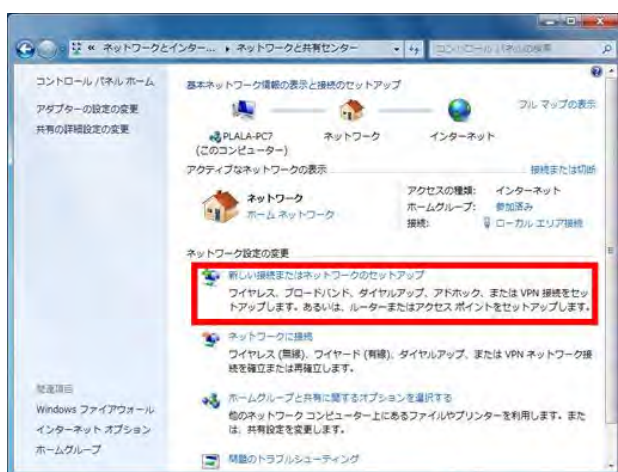 ネットワークとインター... ▸ ネットワークと共有センター
コントロール パネルの検索
コントロール パネル ホーム
アダプターの設定の変更
共有の詳細設定の変更
基本ネットワーク情報の表示と接続のセットアップ
フル マップの表示
PLALA-PC7
(このコンピューター)
ネットワーク
インターネット
アクティブなネットワークの表示
接続または切断
ネットワーク
ホーム ネットワーク
アクセスの種類: インターネット
ホームグループ: 参加済み
接続: ローカル エリア接続
ネットワーク設定の変更
新しい接続またはネットワークのセットアップ
ワイヤレス、ブロードバンド、ダイヤルアップ、アドホック、または VPN 接続をセッ
トアップします。あるいは、ルーターまたはアクセス ポイントをセットアップします。
ネットワークに接続
ワイヤレス (無線)、ワイヤード (有線)、ダイヤルアップ、または VPN ネットワーク接
続を確立または再確立します。
ホームグループと共有に関するオプションを選択する
他のネットワーク コンピューター上にあるファイルやプリンターを利用します。また
は、共有設定を変更します。
問題のトラブルシューティング
関連項目
Windows ファイアウォール
インターネット オプション
ホームグループ